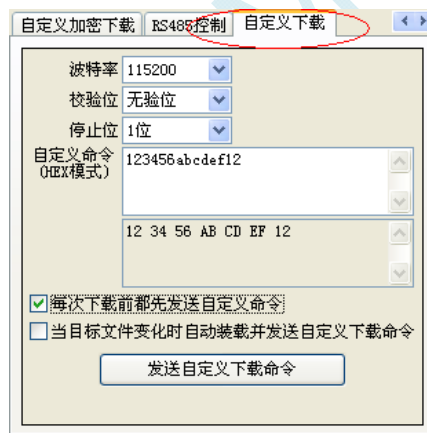 自定义加密下载 RS485控制 自定义下载
波特率 115200
校验位 无验位
停止位 1位
自定义命令 123456abcdef12
(HEX模式)
12 34 56 AB CD EF 12
每次下载前都先发送自定义命令
当目标文件变化时自动装载并发送自定义下载命令
发送自定义下载命令